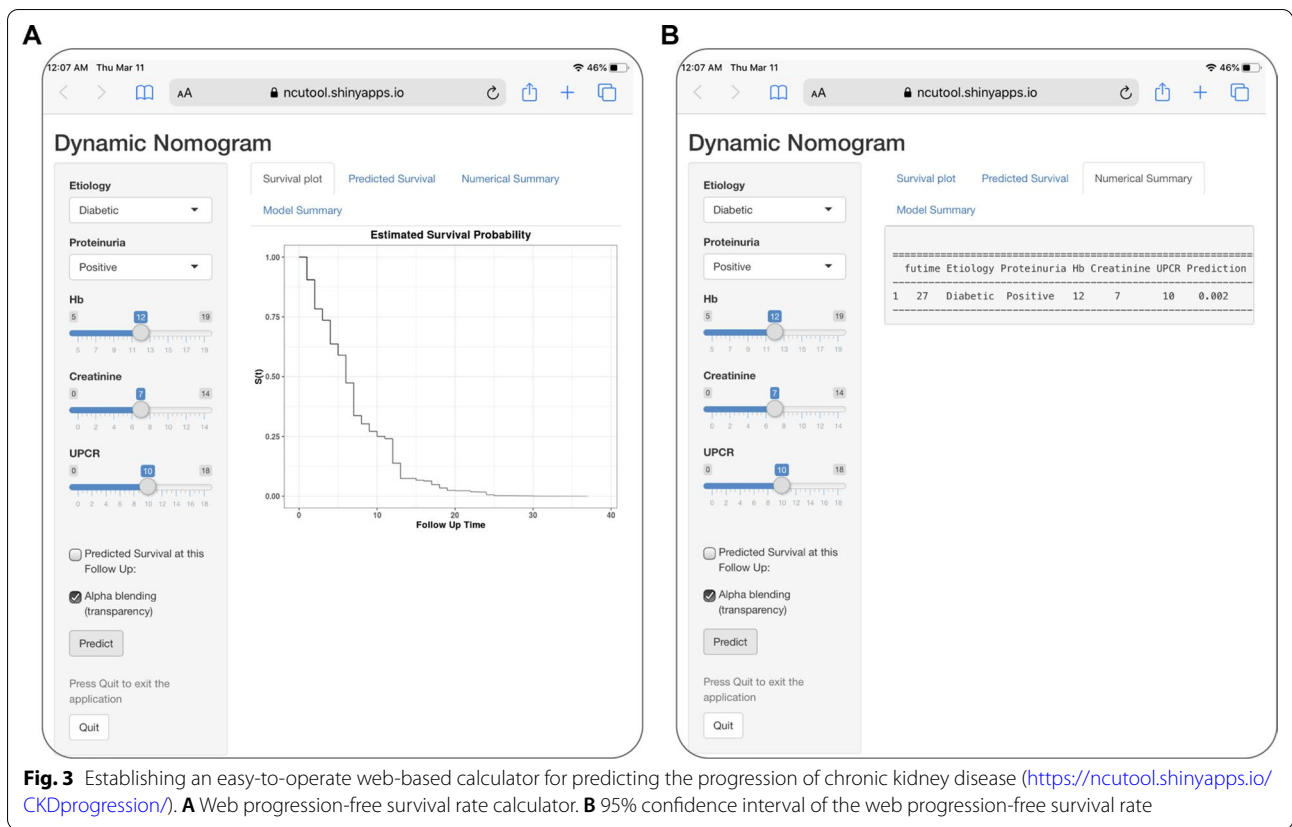 A
12:07 AM Thu Mar 11
46%
AA
ncutool.shinyapps.io
Dynamic Nomogram
Etiology
Diabetic
Proteinuria
Positive
Hb
5 12 19
5 7 9 11 13 15 17 19
Creatinine
0 7 14
0 2 4 6 8 10 12 14
UPCR
0 10 18
0 2 4 6 8 10 12 14 16 18
Predicted Survival at this
Follow Up:
Alpha blending
(transparency)
Predict
Press Quit to exit the
application
Quit
Survival plot Predicted Survival Numerical Summary
Model Summary
Estimated Survival Probability
S(t)
1.00
0.75
0.50
0.25
0.00
0 10 20 30 40
Follow Up Time
B
12:07 AM Thu Mar 11
46%
AA
ncutool.shinyapps.io
Dynamic Nomogram
Etiology
Diabetic
Proteinuria
Positive
Hb
5 12 19
5 7 9 11 13 15 17 19
Creatinine
0 7 14
0 2 4 6 8 10 12 14
UPCR
0 10 18
0 2 4 6 8 10 12 14 16 18
Predicted Survival at this
Follow Up:
Alpha blending
(transparency)
Predict
Press Quit to exit the
application
Quit
Survival plot Predicted Survival Numerical Summary
Model Summary
==================================================
futime Etiology Proteinuria Hb Creatinine UPCR Prediction
--------------------------------------------------
1 27 Diabetic Positive 12 7 10 0.002
--------------------------------------------------
Fig. 3 Establishing an easy-to-operate web-based calculator for predicting the progression of chronic kidney disease (https://ncutool.shinyapps.io/
CKDprogression/). A Web progression-free survival rate calculator. B 95% confidence interval of the web progression-free survival rate